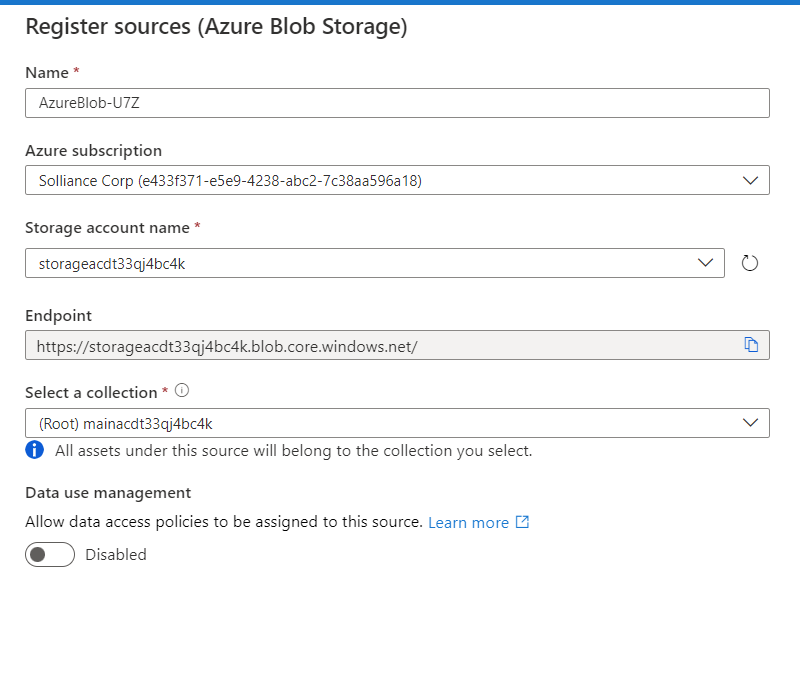 Register sources (Azure Blob Storage)
Name *
AzureBlob-U7Z
Azure subscription
Solliance Corp (e433f371-e5e9-4238-abc2-7c38aa596a18)
Storage account name *
storageacdt33qj4bc4k
Endpoint
https://storageacdt33qj4bc4k.blob.core.windows.net/
Select a collection *
(Root) mainacdt33qj4bc4k
All assets under this source will belong to the collection you select.
Data use management
Allow data access policies to be assigned to this source. Learn more
Disabled